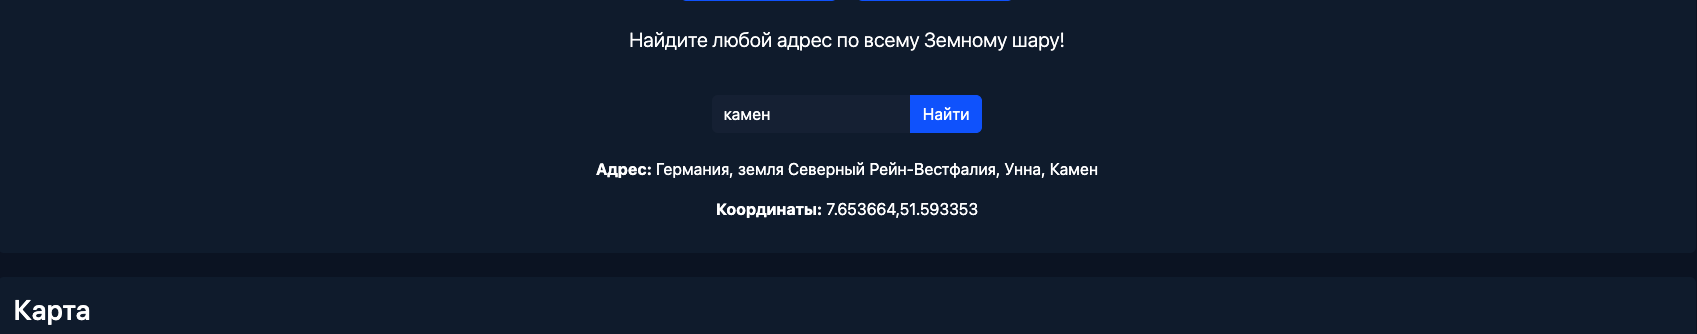 Найдите любой адрес по всему Земному шару!
камен
Найти
Адрес: Германия, земля Северный Рейн-Вестфалия, Унна, Камен
Координаты: 7.653664,51.593353
Карта